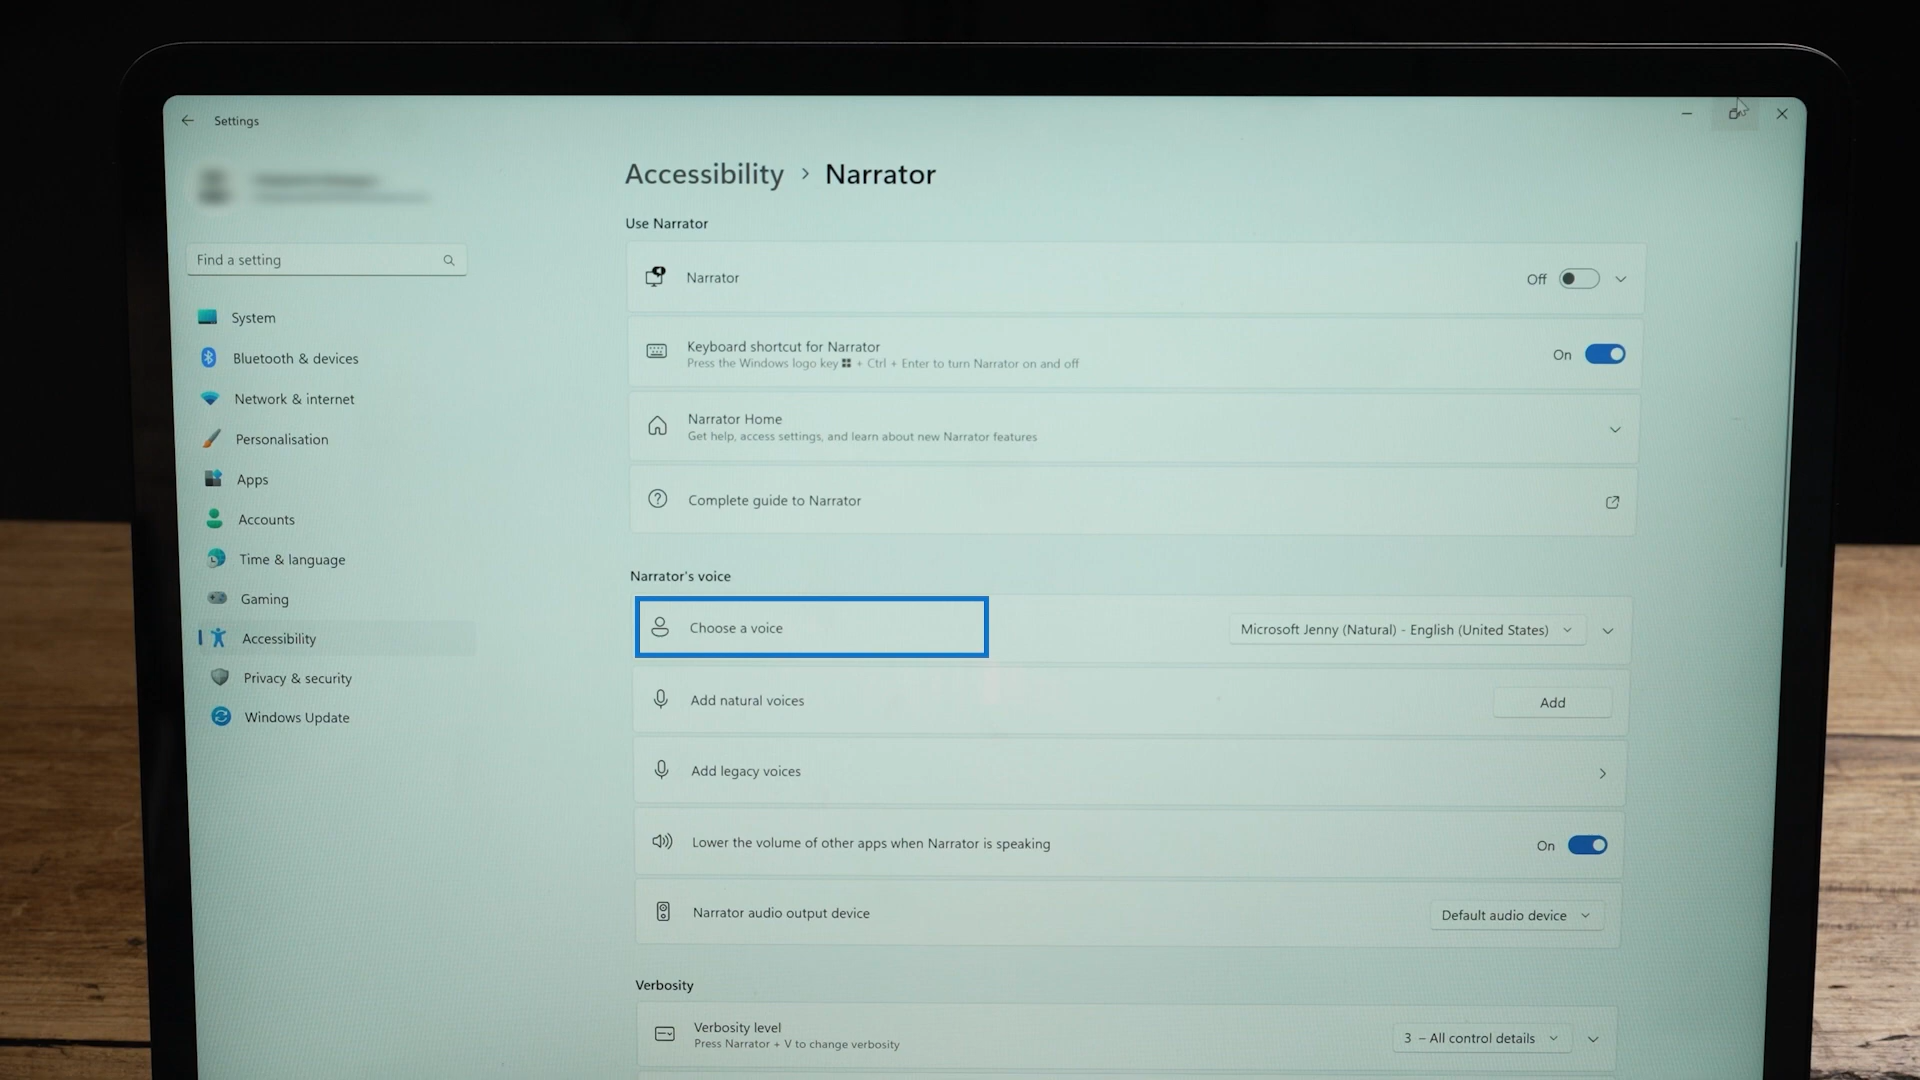 Settings
Accessibility > Narrator
Find a setting
System
Bluetooth & devices
Network & internet
Personalisation
Apps
Accounts
Time & language
Gaming
Accessibility
Privacy & security
Windows Update
Use Narrator
Narrator
Off
Keyboard shortcut for Narrator
Press the Windows logo key + Ctrl + Enter to turn Narrator on and off
On
Narrator Home
Get help, access settings, and learn about new Narrator features
Complete guide to Narrator
Narrator's voice
Choose a voice
Microsoft Jenny (Natural) - English (United States)
Add natural voices
Add
Add legacy voices
Lower the volume of other apps when Narrator is speaking
On
Narrator audio output device
Default audio device
Verbosity
Verbosity level
Press Narrator + V to change verbosity
3 – All control details